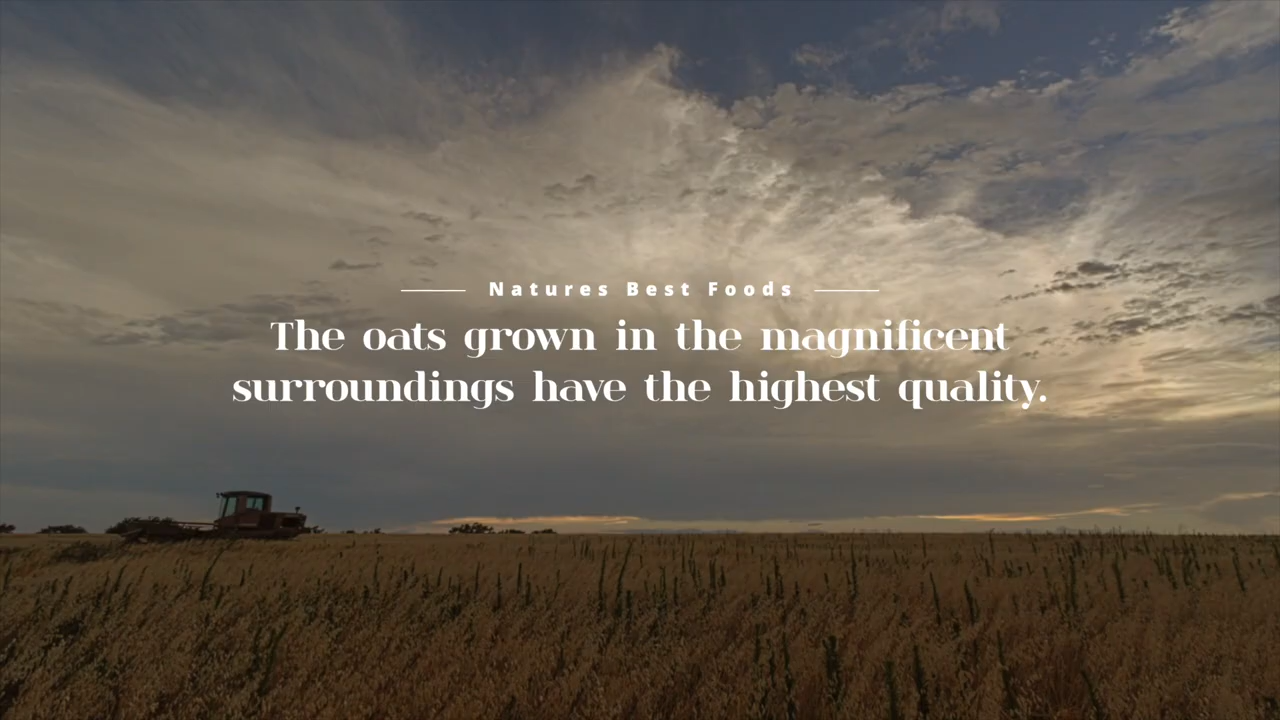 Natures Best Foods
The oats grown in the magnificent
surroundings have the highest quality.